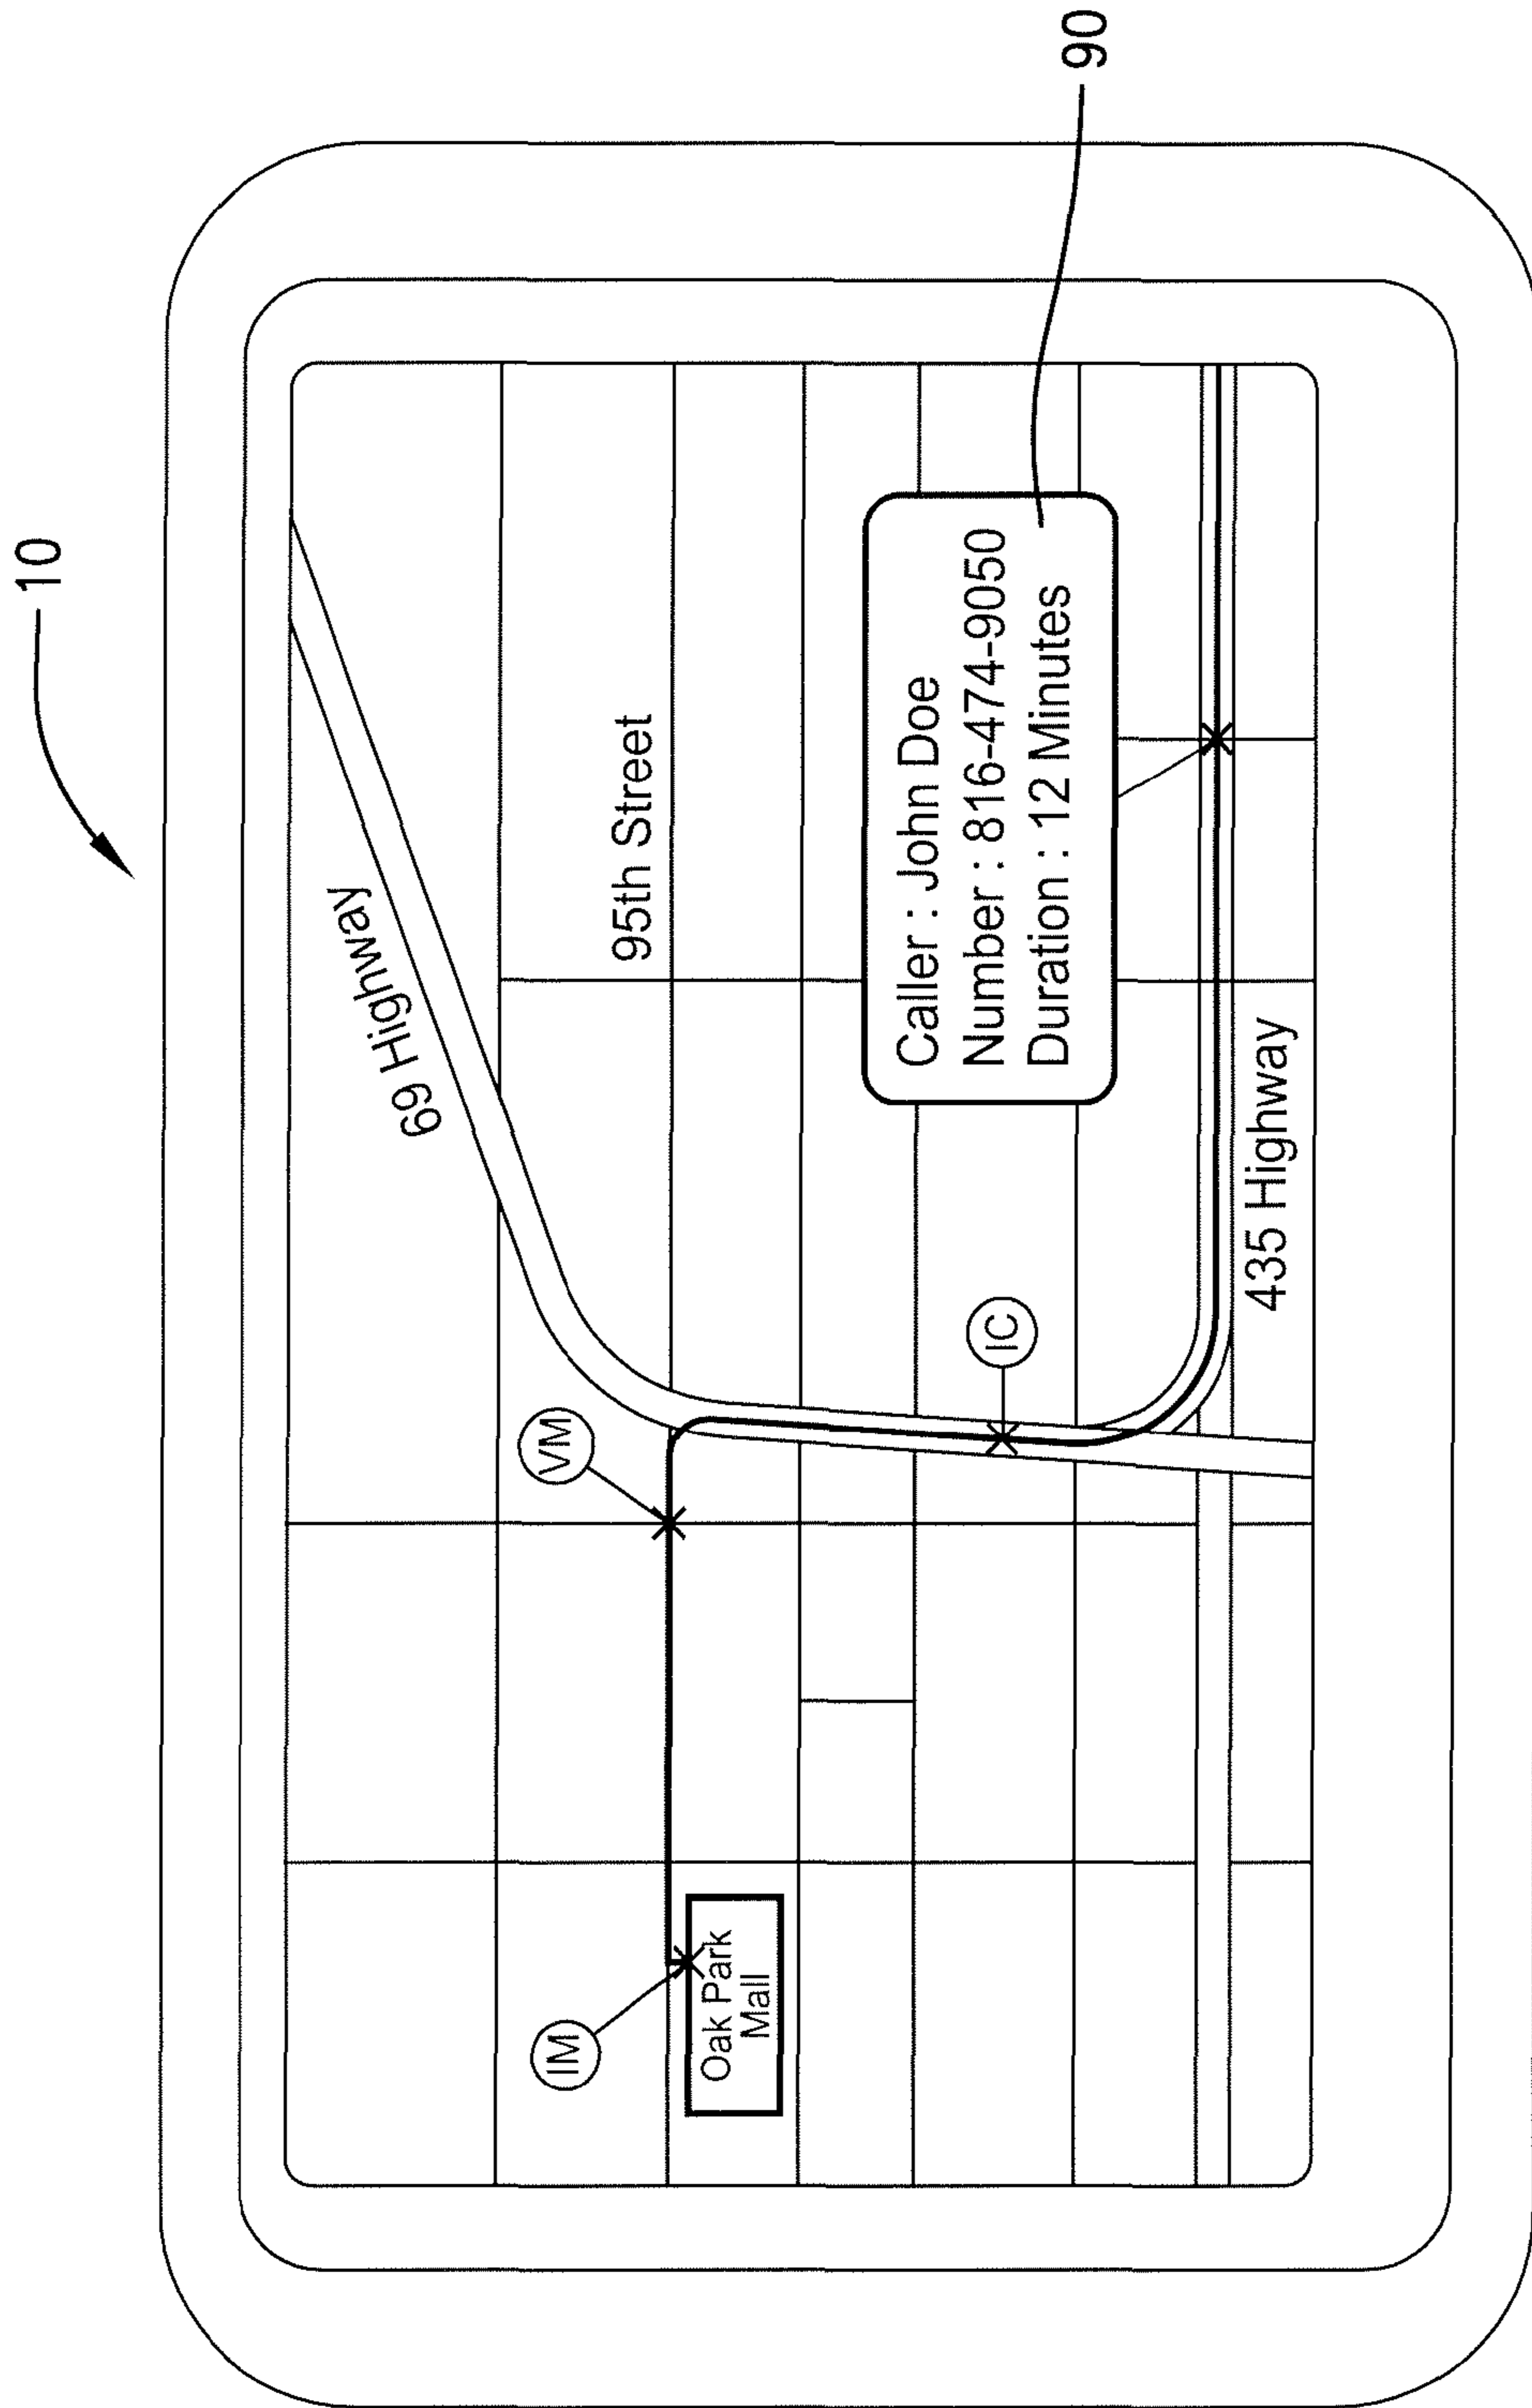 10
69 Highway
95th Street
VM
IM
Oak Park
Mall
IC
Caller : John Doe
Number : 816-474-9050
Duration : 12 Minutes
90
435 Highway